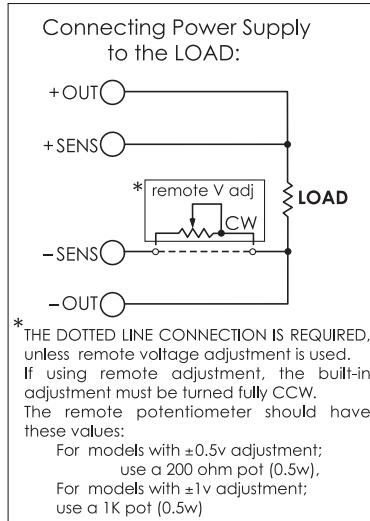 Connecting Power Supply
to the LOAD:
+OUT
+SENS
* remote V adj
CW
LOAD
−SENS
−OUT
*
THE DOTTED LINE CONNECTION IS REQUIRED,
unless remote voltage adjustment is used.
If using remote adjustment, the built-in
adjustment must be turned fully CCW.
The remote potentiometer should have
these values:
For models with ±0.5v adjustment;
use a 200 ohm pot (0.5w),
For models with ±1v adjustment;
use a 1K pot (0.5w)